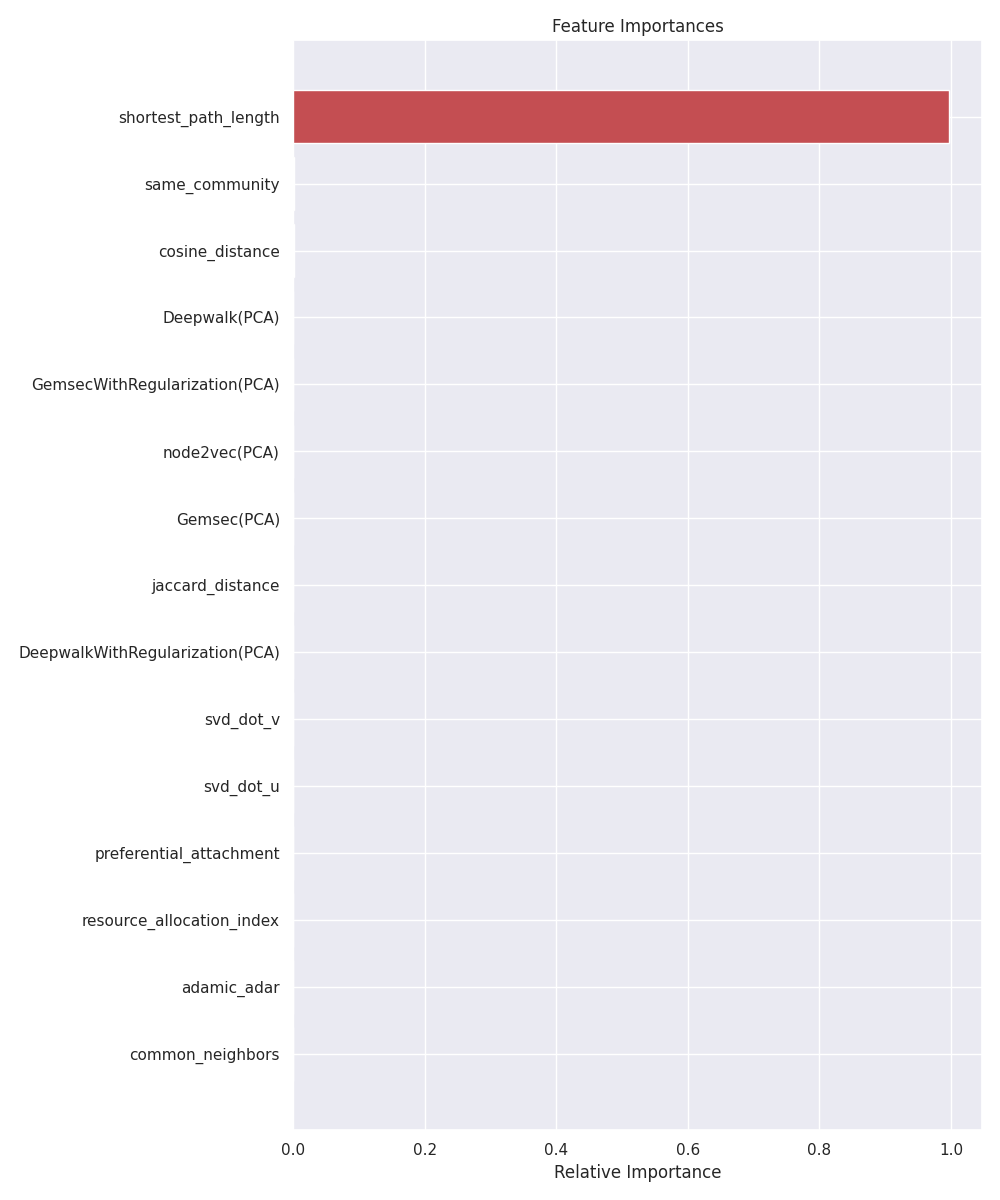 Feature Importances
shortest_path_length
same_community
cosine_distance
Deepwalk(PCA)
GemsecWithRegularization(PCA)
node2vec(PCA)
Gemsec(PCA)
jaccard_distance
DeepwalkWithRegularization(PCA)
svd_dot_v
svd_dot_u
preferential_attachment
resource_allocation_index
adamic_adar
common_neighbors
0.0 0.2 0.4 0.6 0.8 1.0
Relative Importance